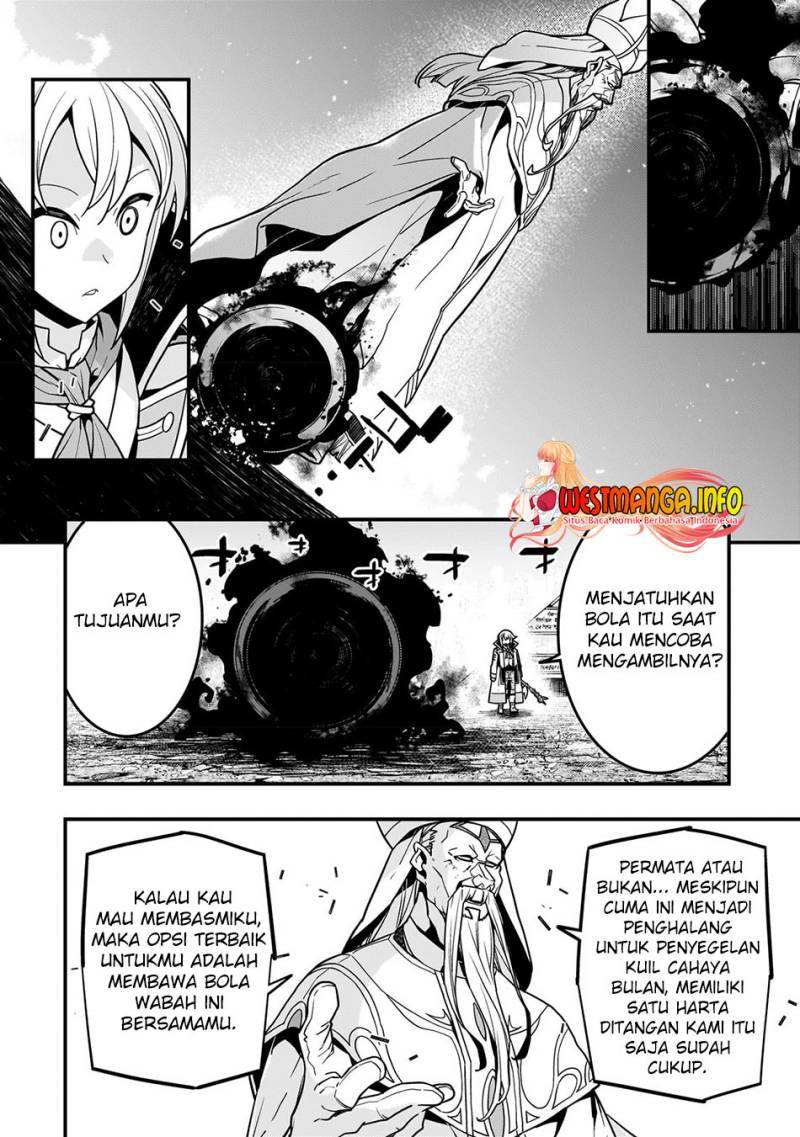 WESTMANGA.INFO
Situs Baca Komik Berbahasa Indonesia
MENJATUHKAN
BOLA ITU SAAT
KAU MENCOBA
MENGAMBILNYA?
APA
TUJUANMU?
PERMATA ATAU
BUKAN... MESKIPUN
CUMA INI MENJADI
PENGHALANG
UNTUK PENYEGELAN
KUIL CAHAYA
BULAN, MEMILIKI
SATU HARTA
DITANGAN KAMI ITU
SAJA SUDAH
CUKUP.
KALAU KAU
MAU MEMBASMIKU,
MAKA OPSI TERBAIK
UNTUKMU ADALAH
MEMBAWA BOLA
WABAH INI
BERSAMAMU.